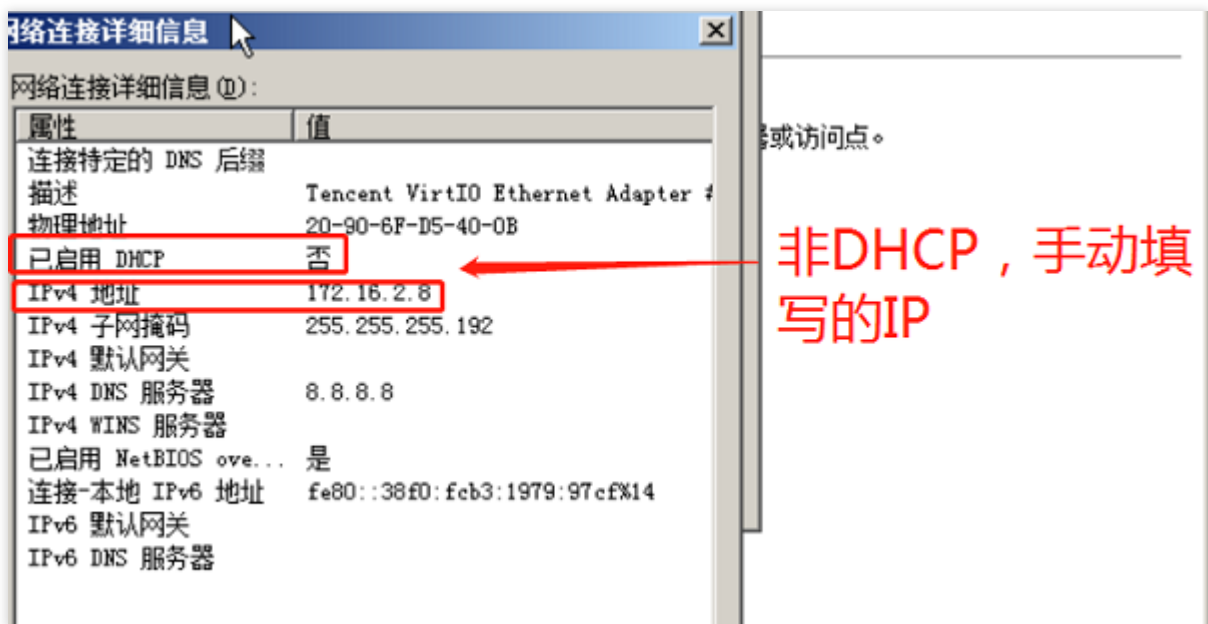 网络连接详细信息
网络连接详细信息(D):
属性 值
连接特定的 DNS 后缀
描述 Tencent VirtIO Ethernet Adapter #
物理地址 20-90-6F-D5-40-0B
已启用 DHCP 否
IPv4 地址 172.16.2.8
IPv4 子网掩码 255.255.255.192
IPv4 默认网关
IPv4 DNS 服务器 8.8.8.8
IPv4 WINS 服务器
已启用 NetBIOS ove... 是
连接-本地 IPv6 地址 fe80::38f0:fcb3:1979:97cf%14
IPv6 默认网关
IPv6 DNS 服务器
或访问点。
非DHCP，手动填
写的IP